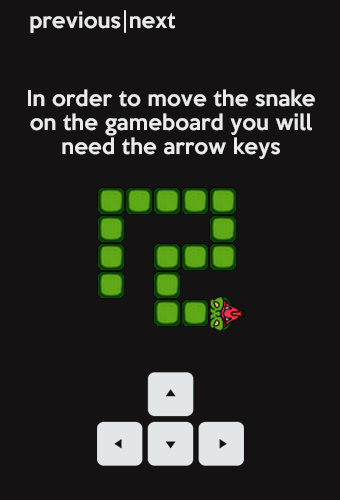 previous|next
In order to move the snake
on the gameboard you will
need the arrow keys